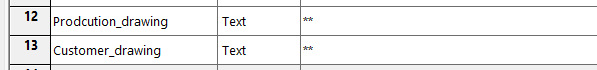 12 Prodcution_drawing Text **
13 Customer_drawing Text **